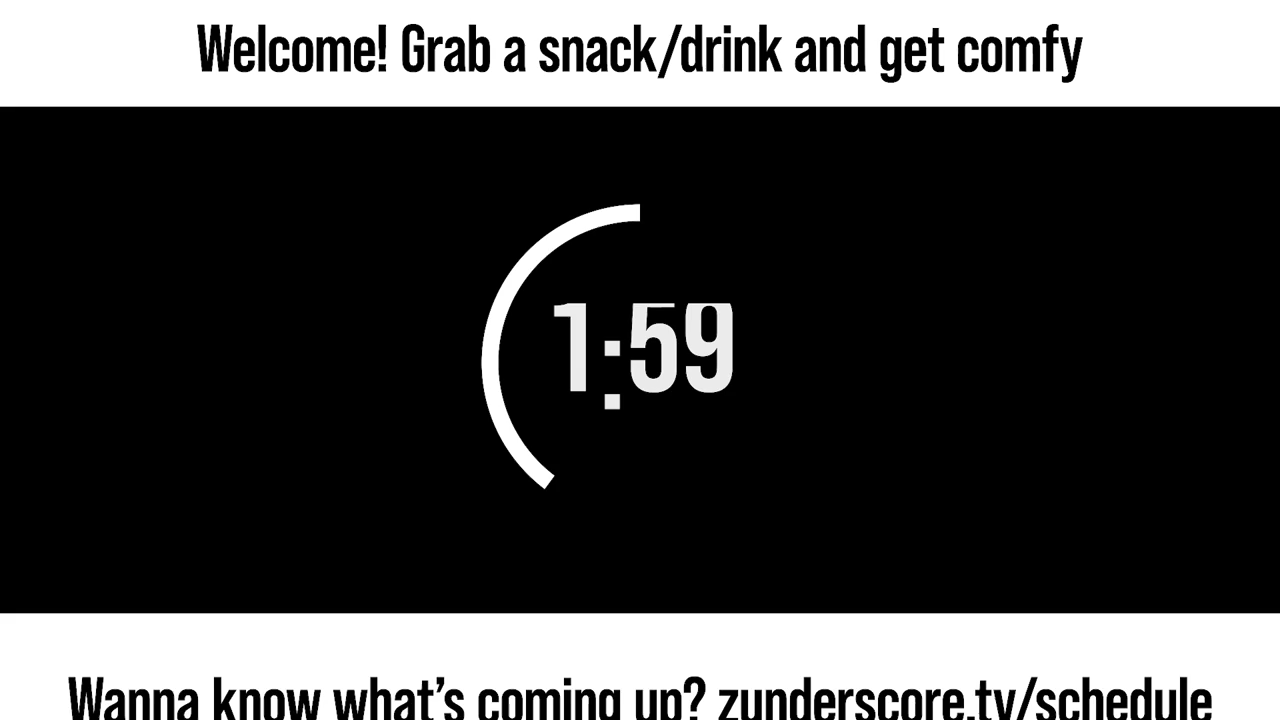 Welcome! Grab a snack/drink and get comfy
1:59
Wanna know what's coming up? zunderscore.tv/schedule